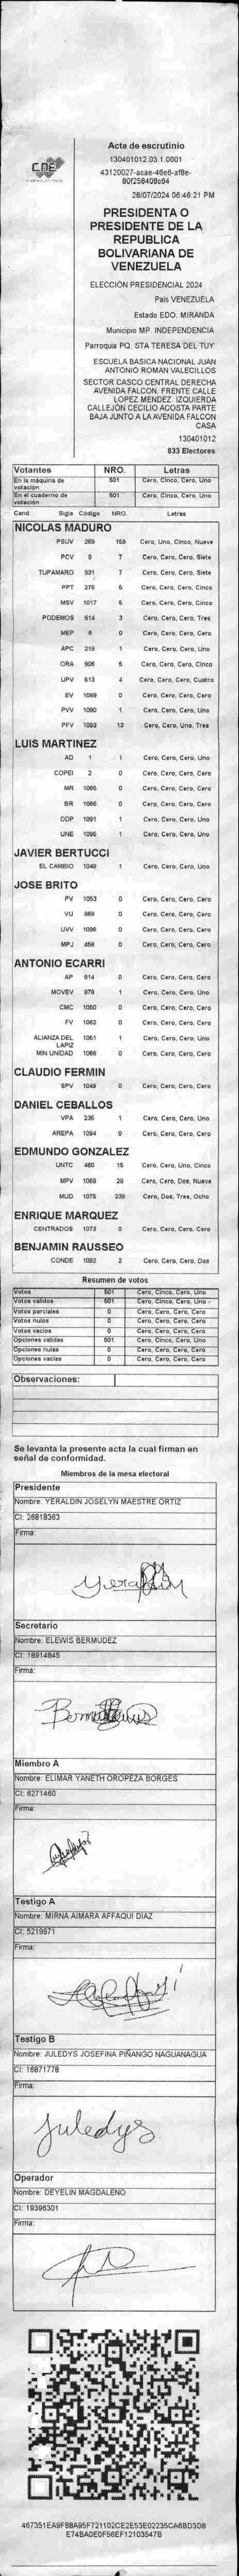 Acta de escrutinio
CNE
130401012.03.1.0001
43120027-acae-46e6-af8e-
80f258408c64
28/07/2024 06:46:21 PM
PRESIDENTA O
PRESIDENTE DE LA
REPUBLICA
BOLIVARIANA DE
VENEZUELA
ELECCIÓN PRESIDENCIAL 2024
Pais VENEZUELA
Estado EDO. MIRANDA
Municipio MP. INDEPENDENCIA
Parroquia PQ. STA TERESA DEL TUY
ESCUELA BASICA NACIONAL JUAN
ANTONIO ROMAN VALECILLOS
SECTOR CASCO CENTRAL DERECHA
AVENIDA FALCON. FRENTE CALLE
LOPEZ MENDEZ. IZQUIERDA
CALLEJÓN CECILIO ACOSTA PARTE
BAJA JUNTO A LA AVENIDA FALCON
CASA
130401012
833 Electores
Votantes NRO. Letras
En la máquina de votación 501 Cero, Cinco, Cero, Uno
En el cuaderno de votación 501 Cero, Cinco, Cero, Uno
Cand Sigla Código NRO. Letras
NICOLAS MADURO
PSUV 269 159 Cero, Uno, Cinco, Nueve
PCV 9 7 Cero, Cero, Cero, Siete
TUPAMARO 931 7 Cero, Cero, Cero, Siete
PPT 276 5 Cero, Cero, Cero, Cinco
MSV 1017 5 Cero, Cero, Cero, Cinco
PODEMOS 514 3 Cero, Cero, Cero, Tres
MEP 6 0 Cero, Cero, Cero, Cero
APC 219 1 Cero, Cero, Cero, Uno
ORA 906 5 Cero, Cero, Cero, Cinco
UPV 513 4 Cero, Cero, Cero, Cuatro
EV 1089 0 Cero, Cero, Cero, Cero
PVV 1090 1 Cero, Cero, Cero, Uno
PFV 1093 13 Cero, Cero, Uno, Tres
LUIS MARTINEZ
AD 1 1 Cero, Cero, Cero, Uno
COPEI 2 0 Cero, Cero, Cero, Cero
MR 1065 0 Cero, Cero, Cero, Cero
BR 1066 0 Cero, Cero, Cero, Cero
DDP 1091 1 Cero, Cero, Cero, Uno
UNE 1095 1 Cero, Cero, Cero, Uno
JAVIER BERTUCCI
EL CAMBIO 1048 1 Cero, Cero, Cero, Uno
JOSE BRITO
PV 1053 0 Cero, Cero, Cero, Cero
VU 969 0 Cero, Cero, Cero, Cero
UVV 1096 0 Cero, Cero, Cero, Cero
MPJ 458 0 Cero, Cero, Cero, Cero
ANTONIO ECARRI
AP 914 0 Cero, Cero, Cero, Cero
MOVEV 979 1 Cero, Cero, Cero, Uno
CMC 1050 0 Cero, Cero, Cero, Cero
FV 1062 0 Cero, Cero, Cero, Cero
ALIANZA DEL LAPIZ 1051 1 Cero, Cero, Cero, Uno
MIN UNIDAD 1068 0 Cero, Cero, Cero, Cero
CLAUDIO FERMIN
SPV 1049 0 Cero, Cero, Cero, Cero
DANIEL CEBALLOS
VPA 236 1 Cero, Cero, Cero, Uno
AREPA 1094 0 Cero, Cero, Cero, Cero
EDMUNDO GONZALEZ
UNTC 460 15 Cero, Cero, Uno, Cinco
MPV 1069 29 Cero, Cero, Dos, Nueve
MUD 1075 238 Cero, Dos, Tres, Ocho
ENRIQUE MARQUEZ
CENTRADOS 1073 0 Cero, Cero, Cero, Cero
BENJAMIN RAUSSEO
CONDE 1092 2 Cero, Cero, Cero, Dos
Resumen de votos
Votos 501 Cero, Cinco, Cero, Uno
Votos validos 501 Cero, Cinco, Cero, Uno
Votos parciales 0 Cero, Cero, Cero, Cero
Votos nulos 0 Cero, Cero, Cero, Cero
Votos vacios 0 Cero, Cero, Cero, Cero
Opciones validas 501 Cero, Cinco, Cero, Uno
Opciones nulas 0 Cero, Cero, Cero, Cero
Opciones vacias 0 Cero, Cero, Cero, Cero
Observaciones:
Se levanta la presente acta la cual firman en
señal de conformidad.
Miembros de la mesa electoral
Presidente
Nombre: YERALDIN JOSELYN MAESTRE ORTIZ
CI: 26818383
Firma:
Yeraldin
Secretario
Nombre: ELEWIS BERMUDEZ
CI: 18914845
Firma:
Miembro A
Nombre: ELIMAR YANETH OROPEZA BORGES
CI: 6271460
Firma:
Testigo A
Nombre: MIRNA AIMARA AFFAQUI DIAZ
CI: 5219971
Firma:
Testigo B
Nombre: JULEDYS JOSEFINA PIÑANGO NAGUANAGUA
CI: 16871778
Firma:
Juledys
Operador
Nombre: DEYELIN MAGDALENO
CI: 19396301
Firma:
467351EA9F88A95F721102CE2E53E02235CA6BD3D8
E74BA0E0F56EF12103547B